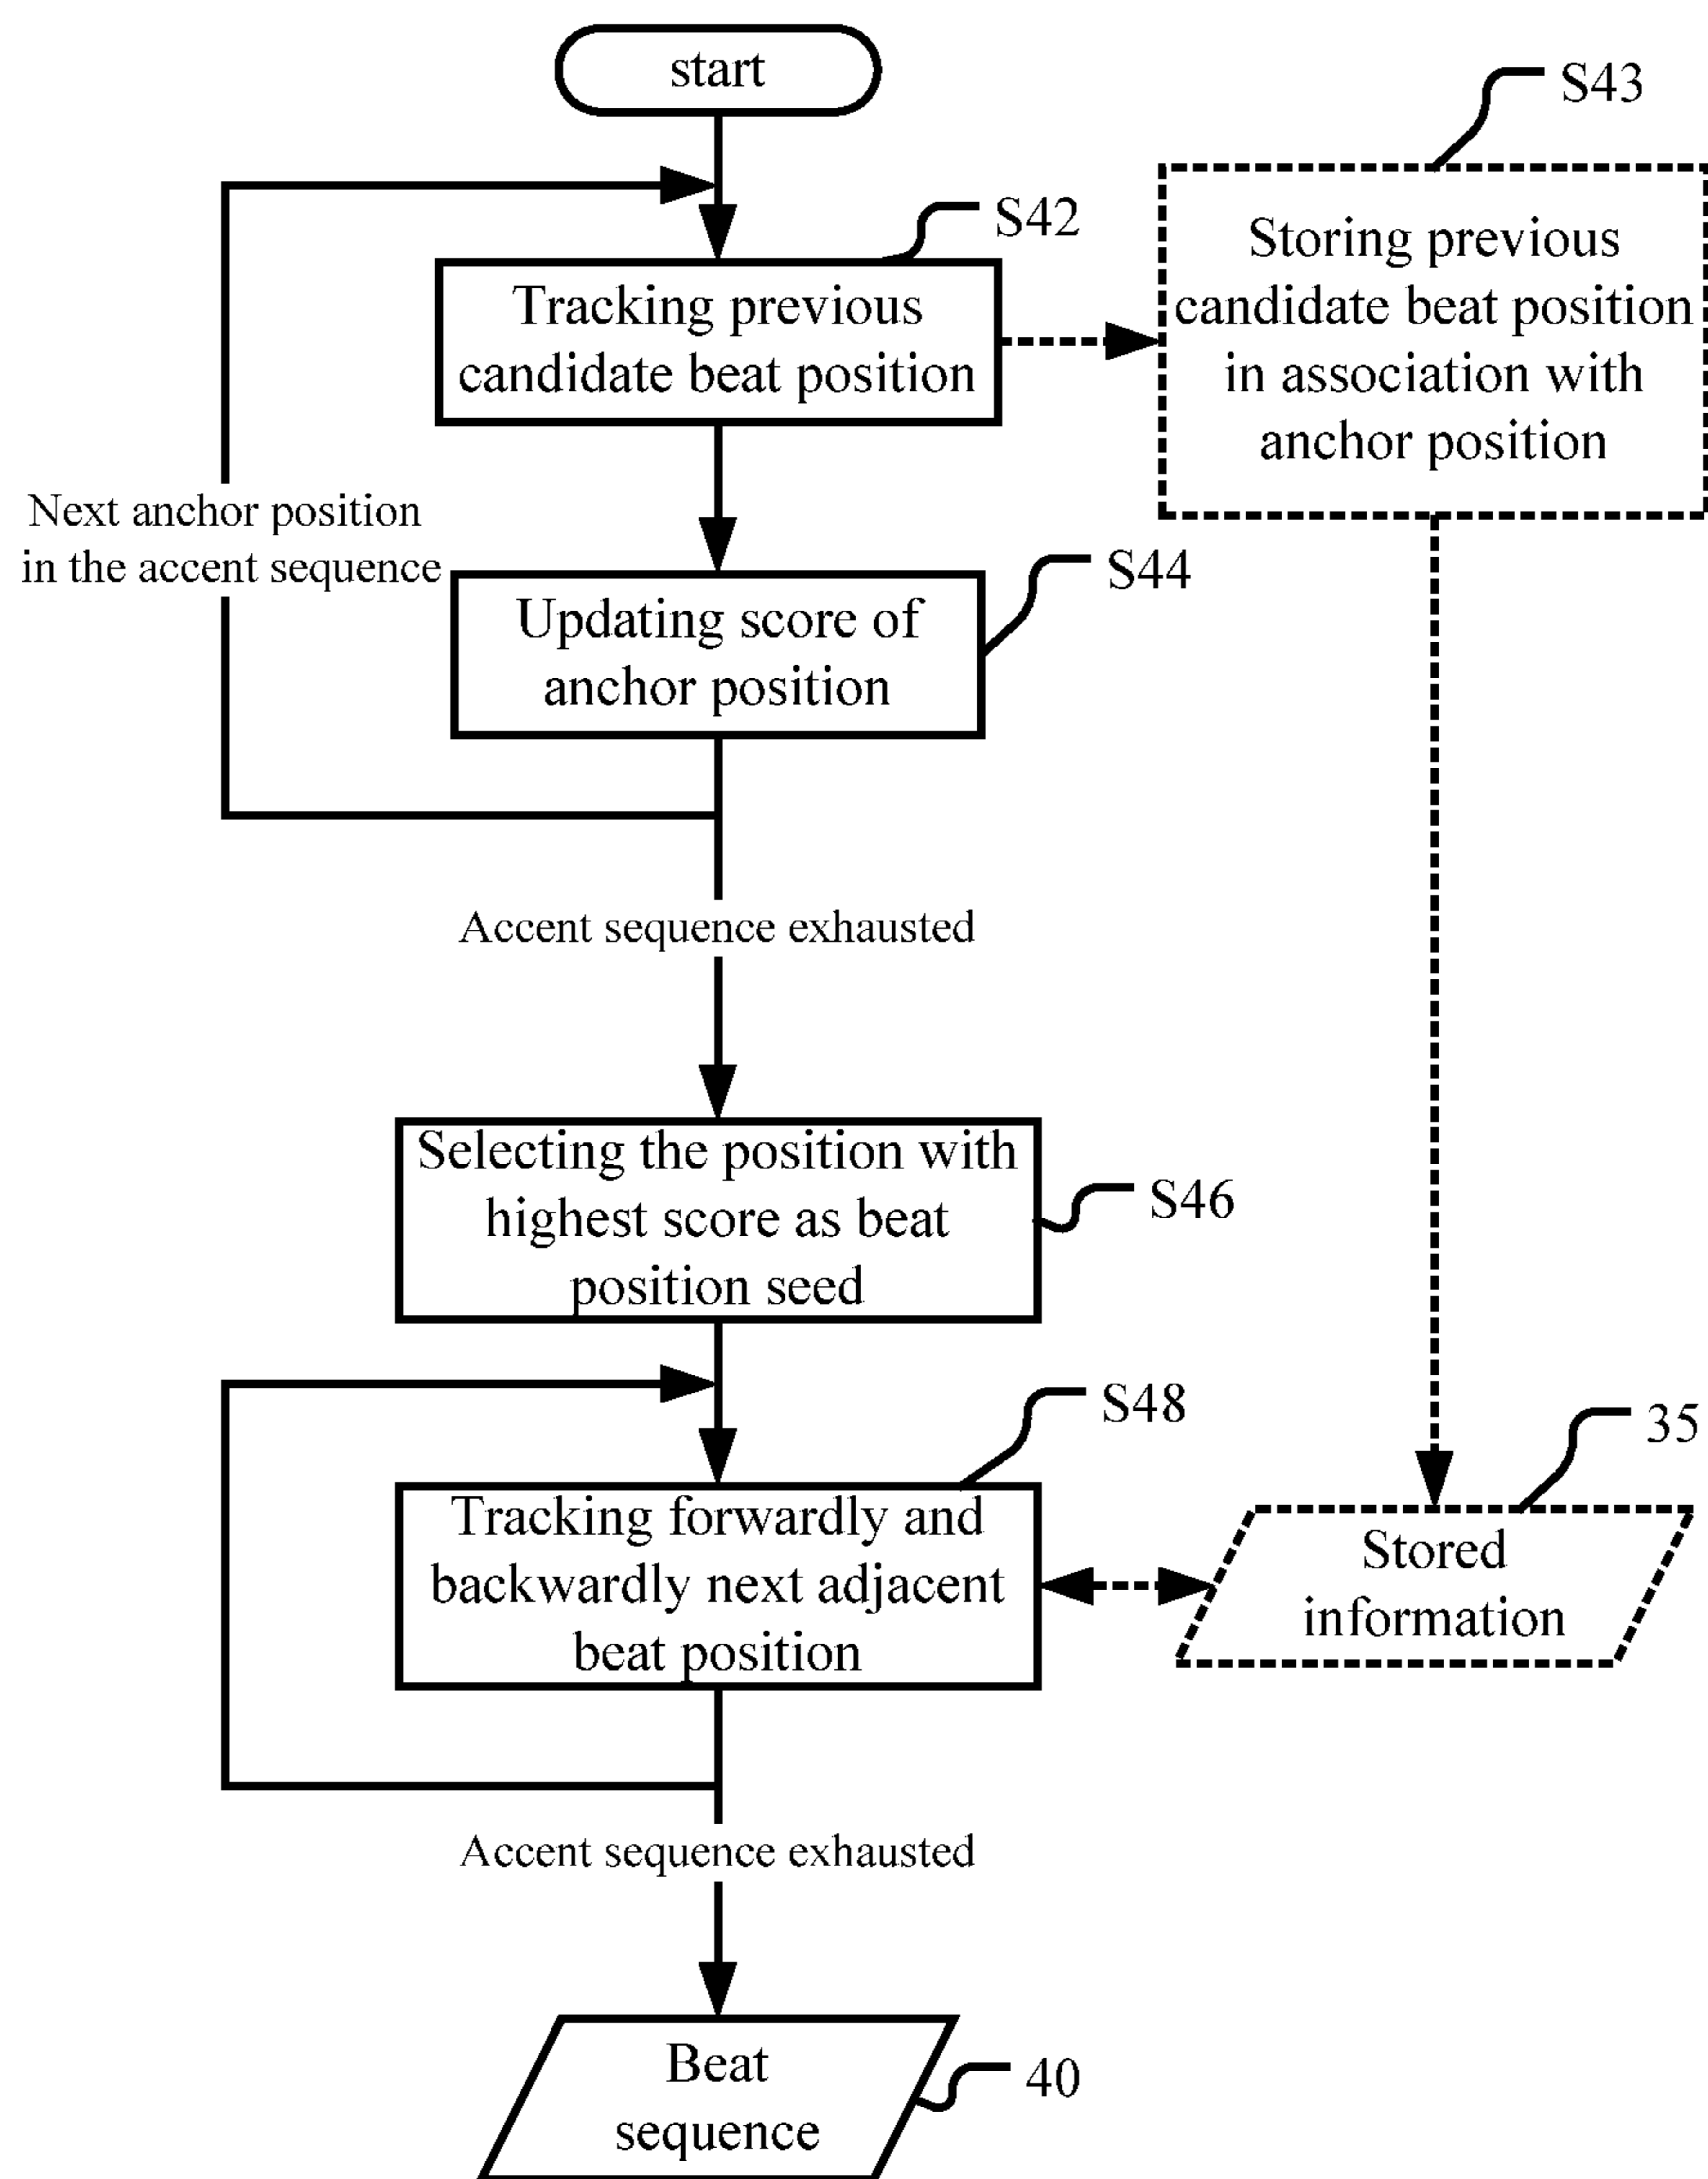 start
S43
S42
Storing previous
candidate beat position
in association with
anchor position
Tracking previous
candidate beat position
Next anchor position
in the accent sequence
S44
Updating score of
anchor position
Accent sequence exhausted
Selecting the position with
highest score as beat
position seed
S46
S48
35
Tracking forwardly and
backwardly next adjacent
beat position
Stored
information
Accent sequence exhausted
Beat
sequence
40